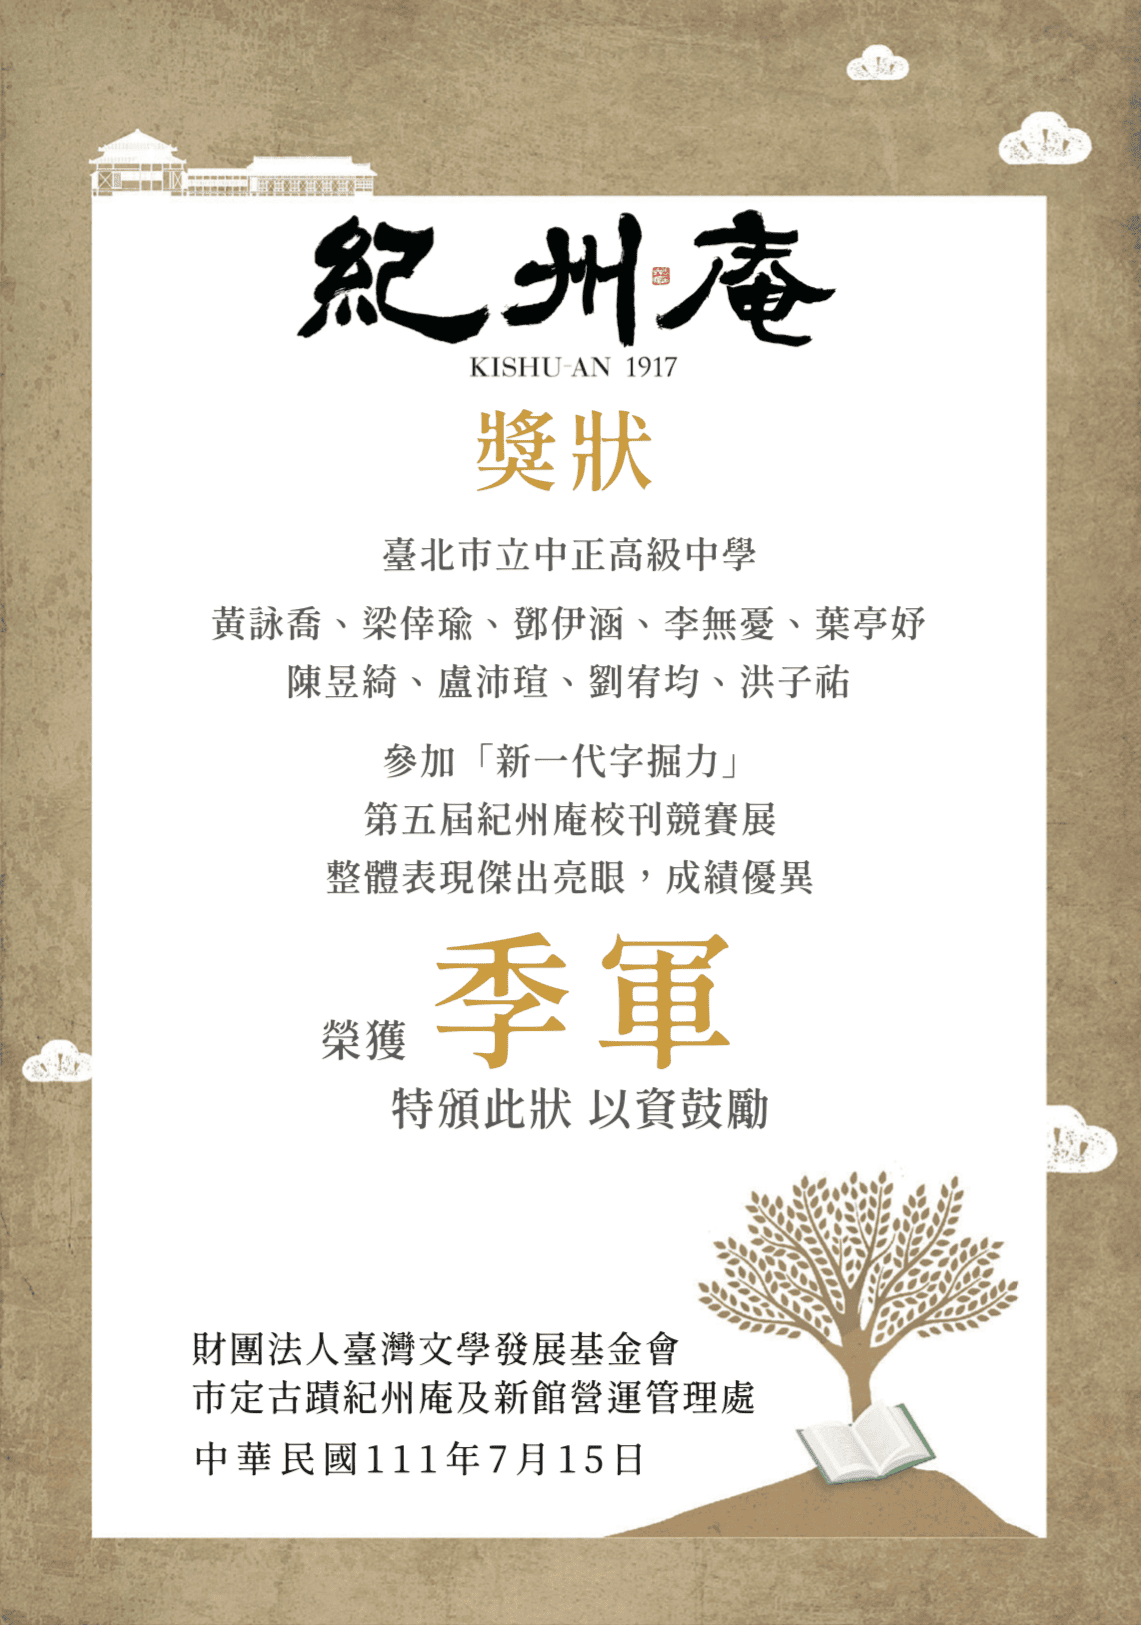 紀州庵
KISHU-AN 1917
獎狀
臺北市立中正高級中學
黃詠喬、梁倖瑜、鄧伊涵、李無憂、葉亭妤
陳昱綺、盧沛瑄、劉宥均、洪子祐
參加「新一代字掘力」
第五屆紀州庵校刊競賽展
整體表現傑出亮眼，成績優異
榮獲 季軍
特頒此狀 以資鼓勵
財團法人臺灣文學發展基金會
市定古蹟紀州庵及新館營運管理處
中華民國111年7月15日